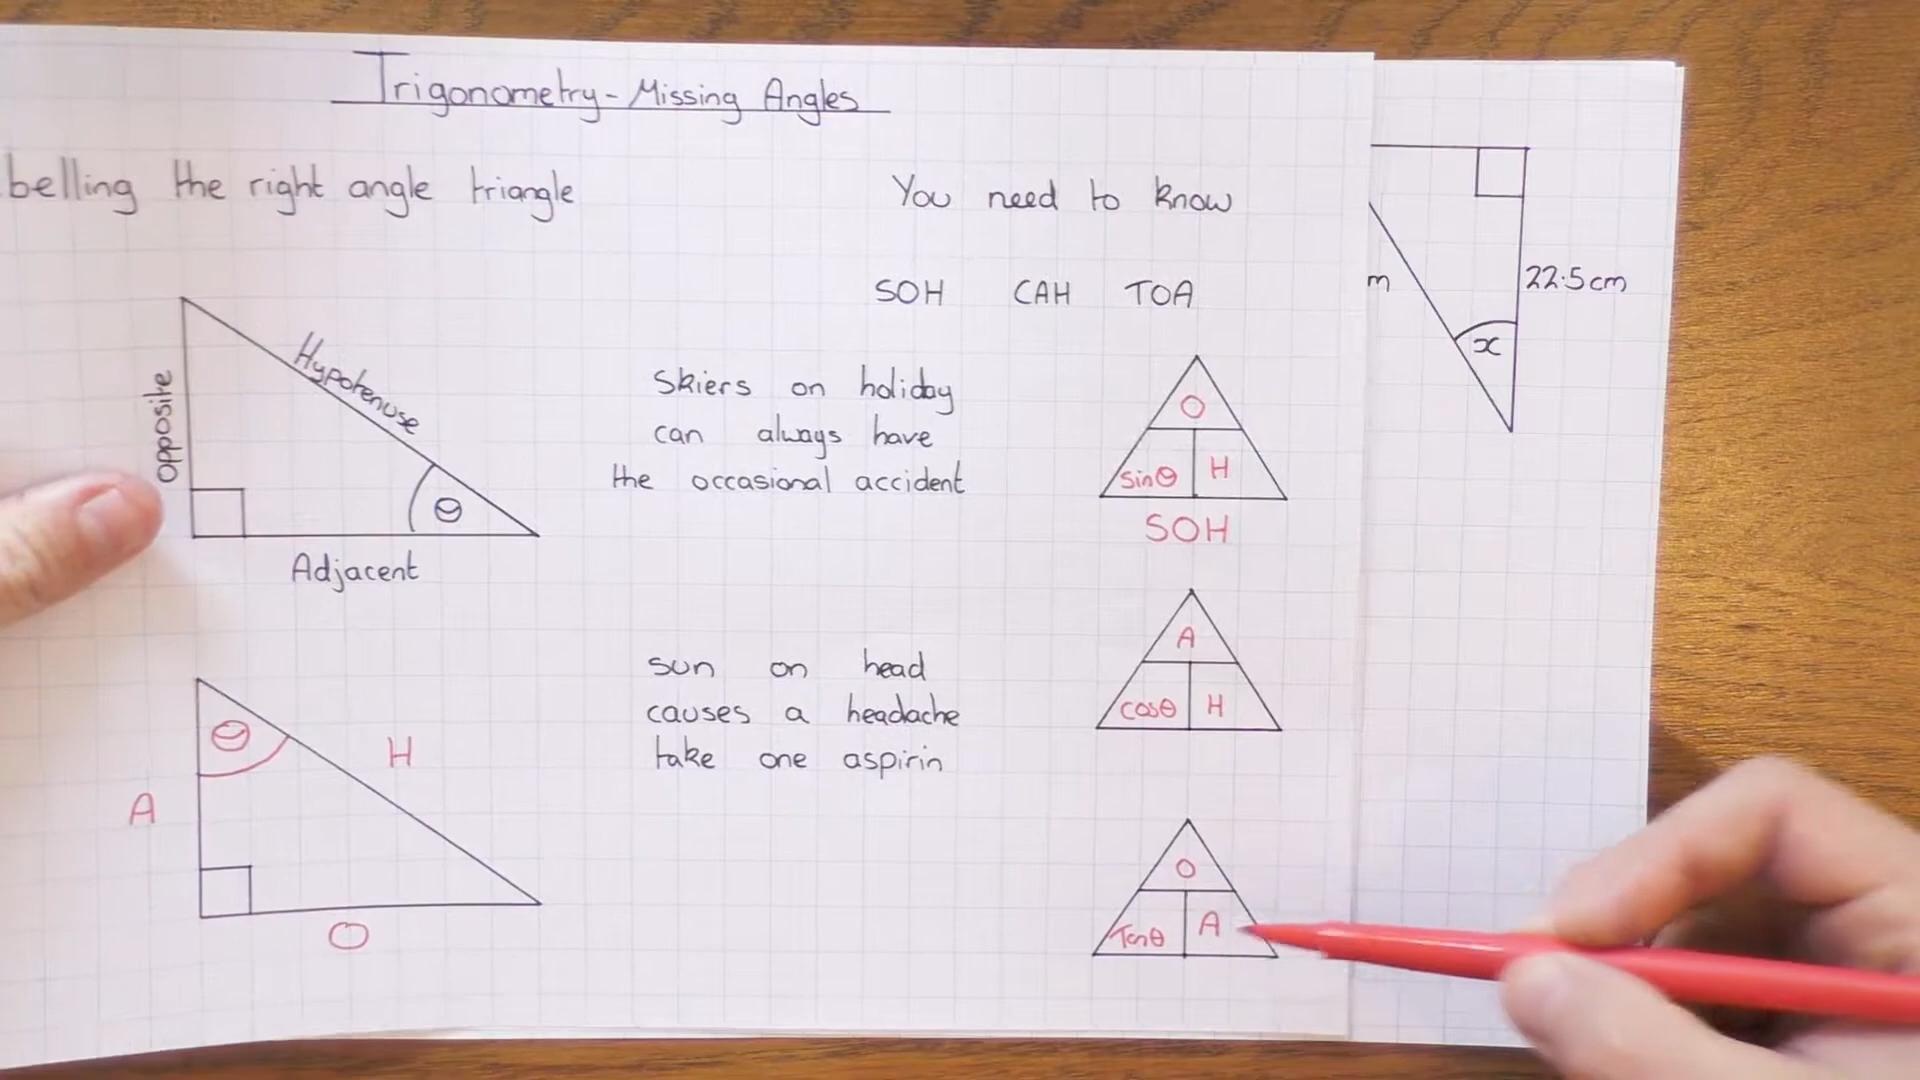 Trigonometry - Missing Angles
belling the right angle triangle
You need to know
SOH CAH TOA
Opposite
Hypotenuse
θ
Adjacent
Skiers on holiday
can always have
the occasional accident
O
sinθ H
SOH
m
22.5cm
x
θ
H
A
O
sun on head
causes a headache
take one aspirin
A
cosθ H
O
Tanθ A